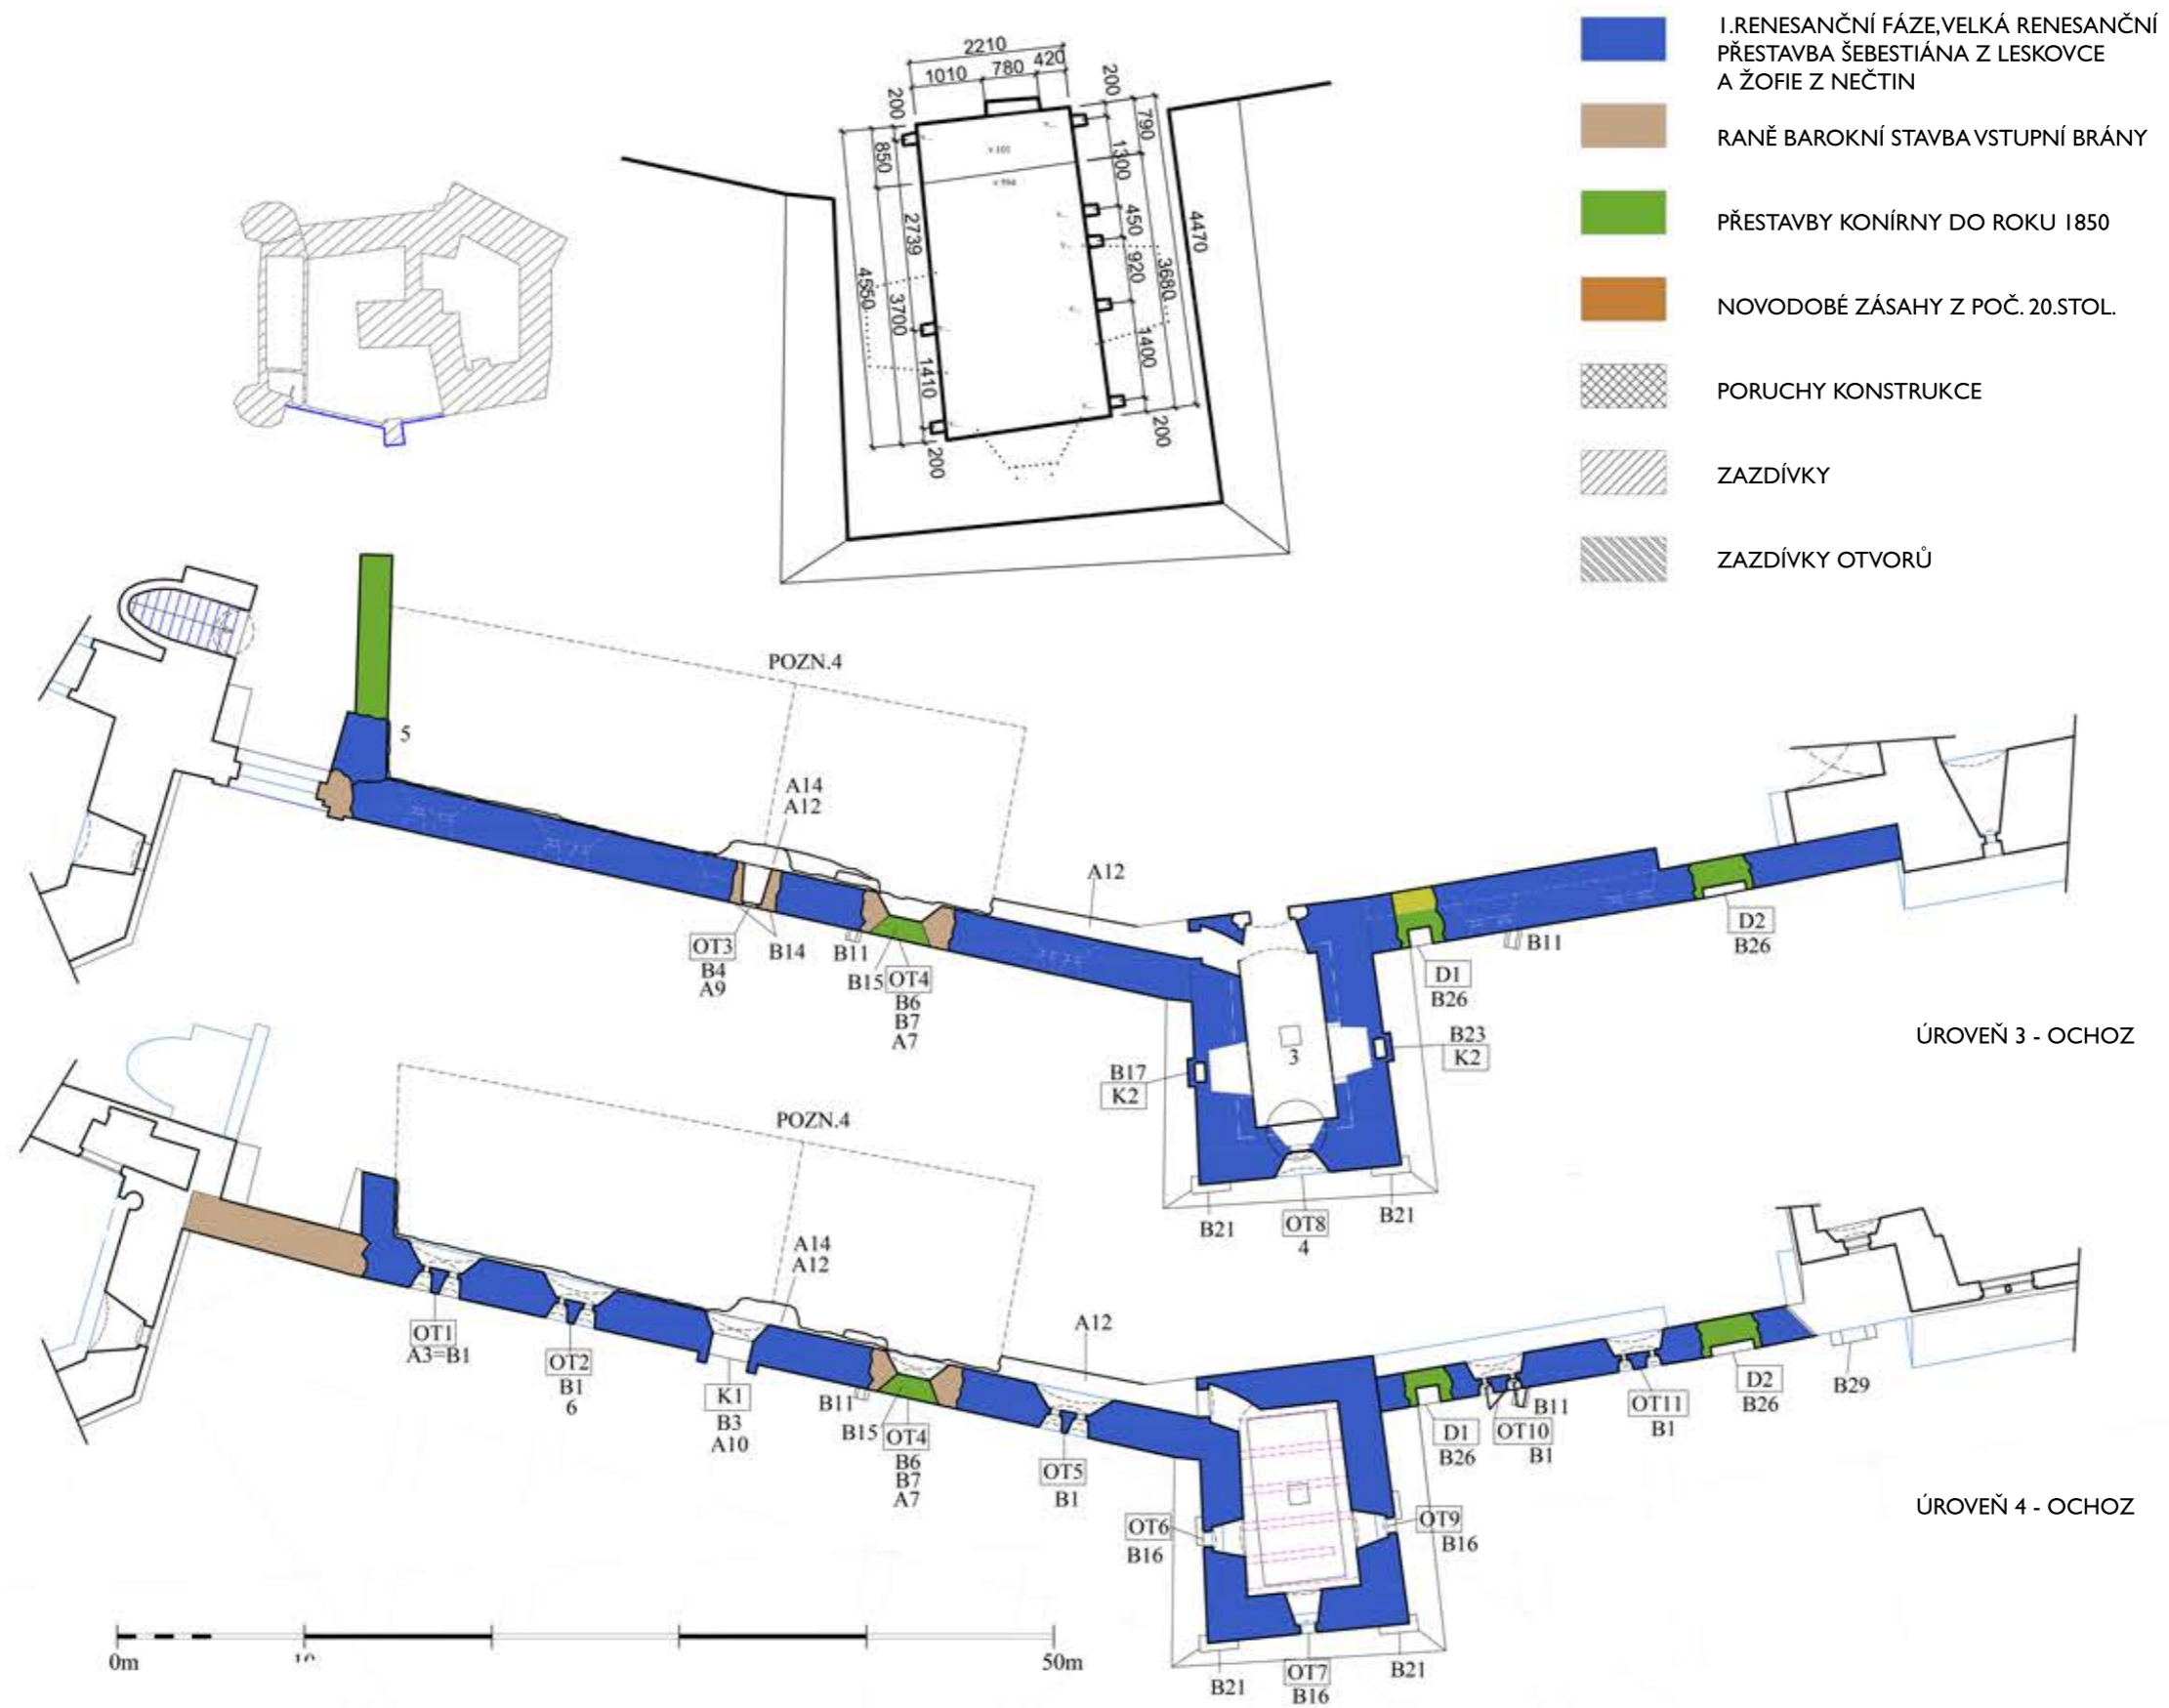 1.RENESANČNÍ FÁZE,VELKÁ RENESANČNÍ
PŘESTAVBA ŠEBESTIÁNA Z LESKOVCE
A ŽOFIE Z NEČTIN
RANĚ BAROKNÍ STAVBA VSTUPNÍ BRÁNY
PŘESTAVBY KONÍRNY DO ROKU 1850
NOVODOBÉ ZÁSAHY Z POČ. 20.STOL.
PORUCHY KONSTRUKCE
ZAZDÍVKY
ZAZDÍVKY OTVORŮ
2210
1010 780 420
200
200
850
790
1300
2739
450
4470
4550
3700
920
3680
1410
1400
200
200
POZN.4
5
A14
A12
A12
OT3
B4
A9
B14
B11
B15
OT4
B6
B7
A7
B11
D2
B26
D1
B26
3
B23
K2
B17
K2
B21
OT8
4
B21
ÚROVEŇ 3 - OCHOZ
POZN.4
A14
A12
A12
OT1
A3=B1
OT2
B1
6
K1
B3
A10
B11
B15
OT4
B6
B7
A7
OT5
B1
D1
B26
OT10
B11
B1
OT11
B1
D2
B26
B29
OT6
B16
OT9
B16
B21
OT7
B16
B21
ÚROVEŇ 4 - OCHOZ
0m
50m